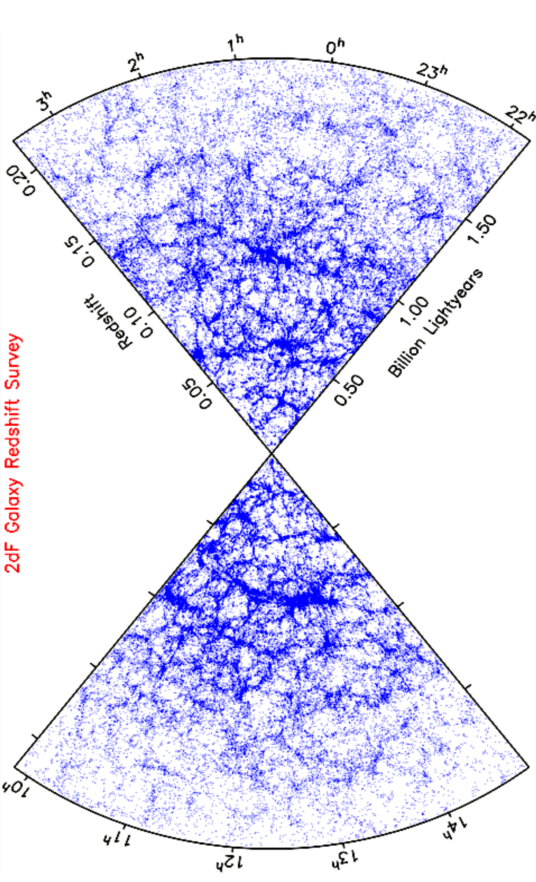 3ʰ 2ʰ 1ʰ 0ʰ 23ʰ 22ʰ
0.20
0.15
0.10
0.05
Redshift
1.50
1.00
0.50
Billion Lightyears
2dF Galaxy Redshift Survey
10ʰ 11ʰ 12ʰ 13ʰ 14ʰ